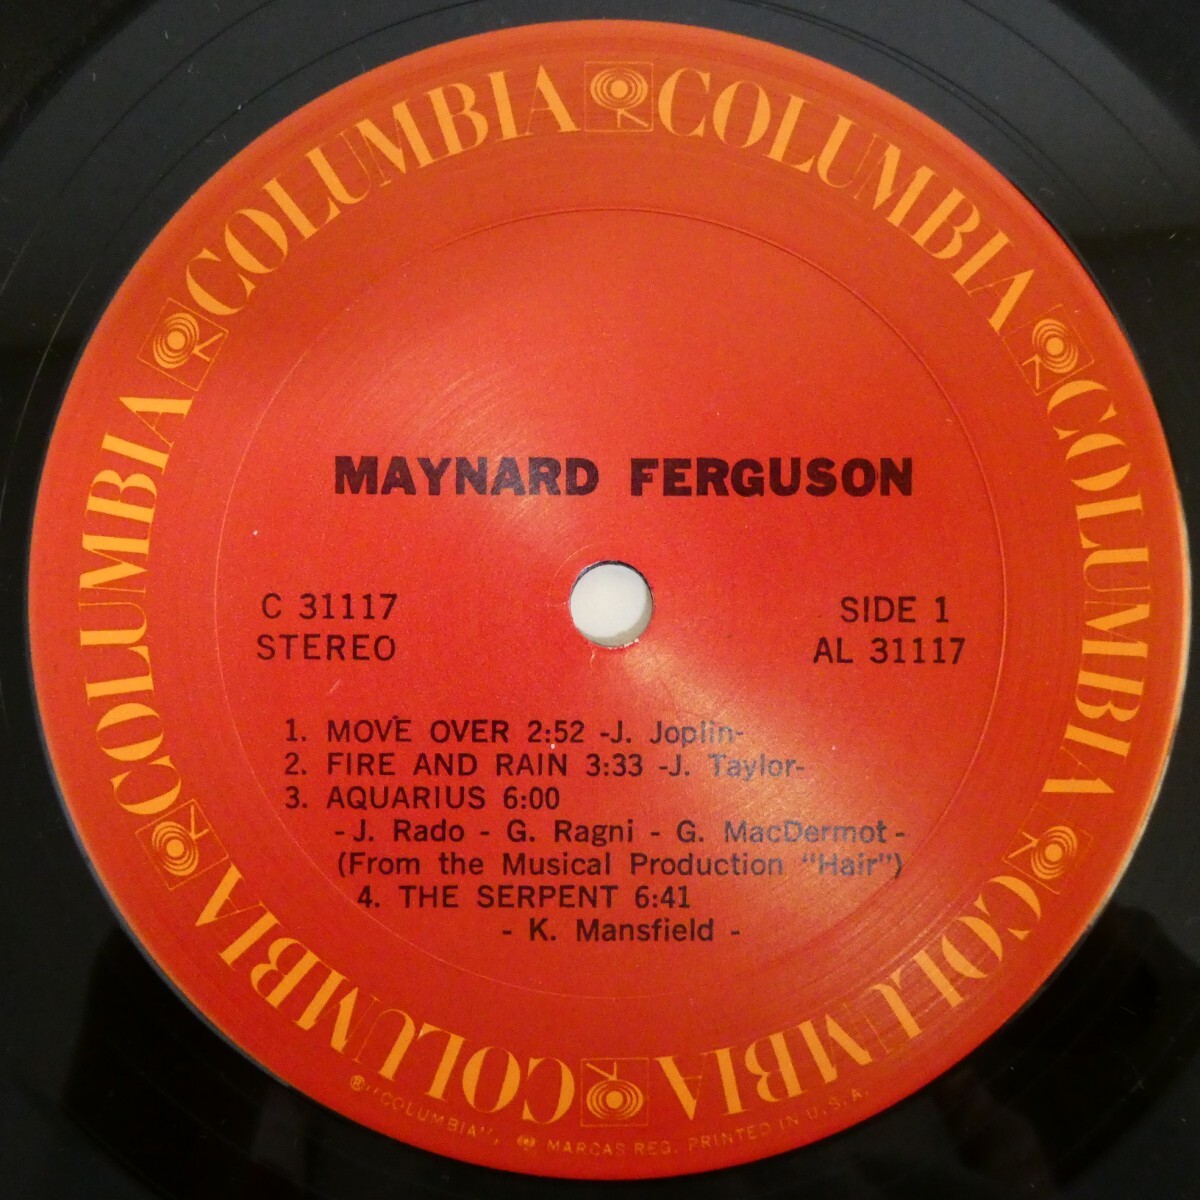 COLUMBIA COLUMBIA COLUMBIA COLUMBIA COLUMBIA COLUMBIA
MAYNARD FERGUSON
C 31117
STEREO
SIDE 1
AL 31117
1. MOVE OVER 2:52 -J. Joplin-
2. FIRE AND RAIN 3:33 -J. Taylor-
3. AQUARIUS 6:00
- J. Rado - G. Ragni - G. MacDermot -
(From the Musical Production "Hair")
4. THE SERPENT 6:41
- K. Mansfield -
® "COLUMBIA", MARCAS REG. PRINTED IN U.S.A.